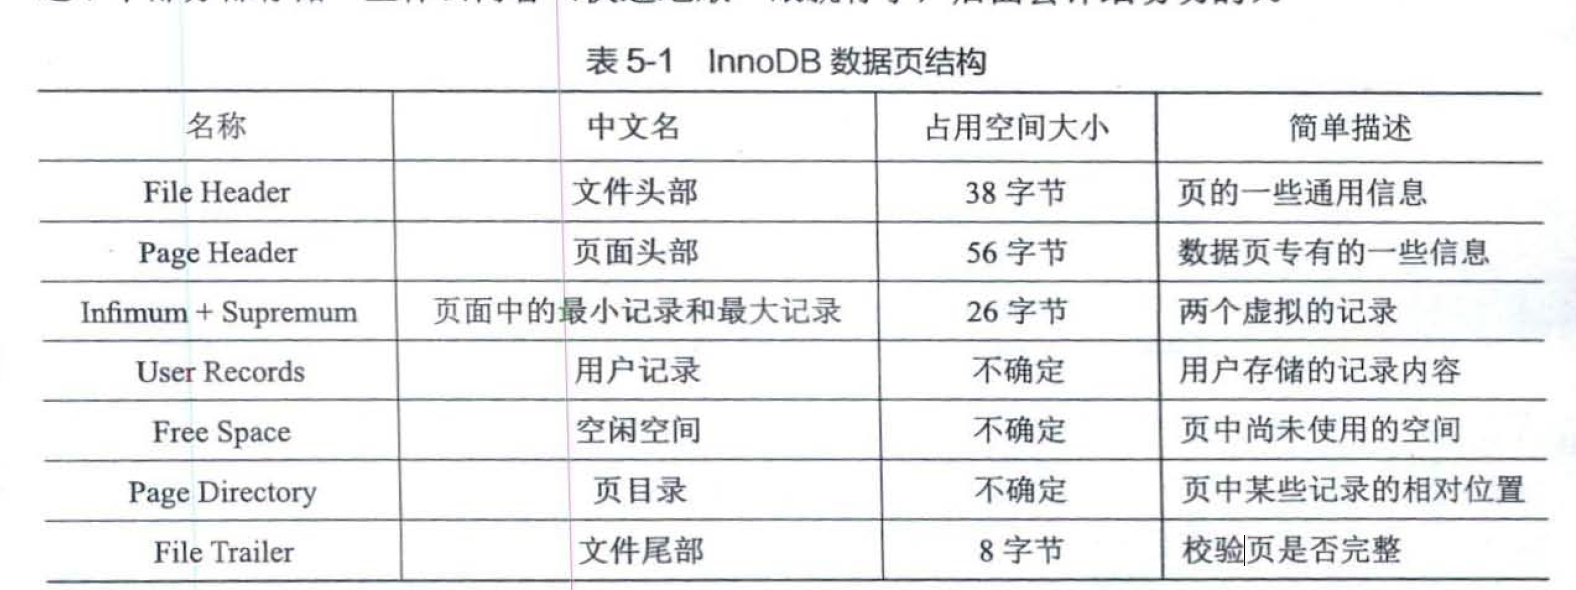 表 5-1 InnoDB 数据页结构
名称 中文名 占用空间大小 简单描述
File Header 文件头部 38 字节 页的一些通用信息
Page Header 页面头部 56 字节 数据页专有的一些信息
Infimum + Supremum 页面中的最小记录和最大记录 26 字节 两个虚拟的记录
User Records 用户记录 不确定 用户存储的记录内容
Free Space 空闲空间 不确定 页中尚未使用的空间
Page Directory 页目录 不确定 页中某些记录的相对位置
File Trailer 文件尾部 8 字节 校验页是否完整